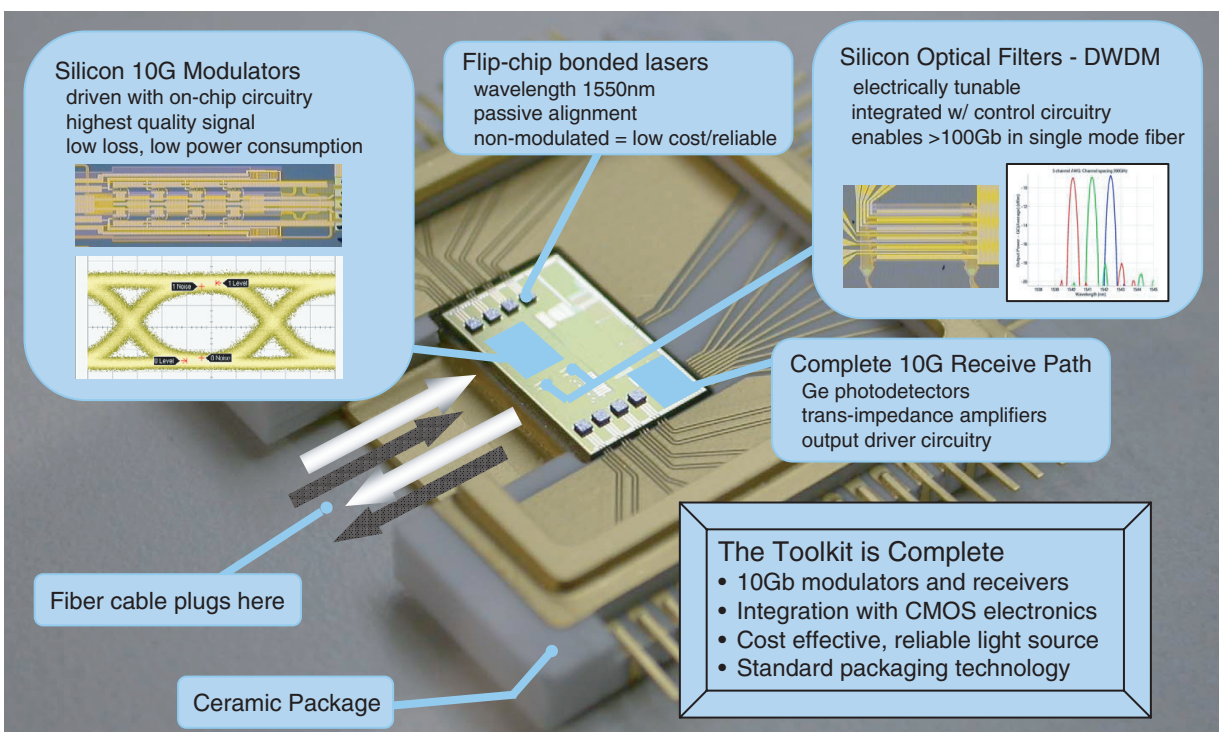 Silicon 10G Modulators
driven with on-chip circuitry
highest quality signal
low loss, low power consumption
1 Noise
1 Level
0 Level
0 Noise
Flip-chip bonded lasers
wavelength 1550nm
passive alignment
non-modulated = low cost/reliable
Silicon Optical Filters - DWDM
electrically tunable
integrated w/ control circuitry
enables >100Gb in single mode fiber
Wavelength (nm)
Complete 10G Receive Path
Ge photodetectors
trans-impedance amplifiers
output driver circuitry
Fiber cable plugs here
Ceramic Package
The Toolkit is Complete
• 10Gb modulators and receivers
• Integration with CMOS electronics
• Cost effective, reliable light source
• Standard packaging technology